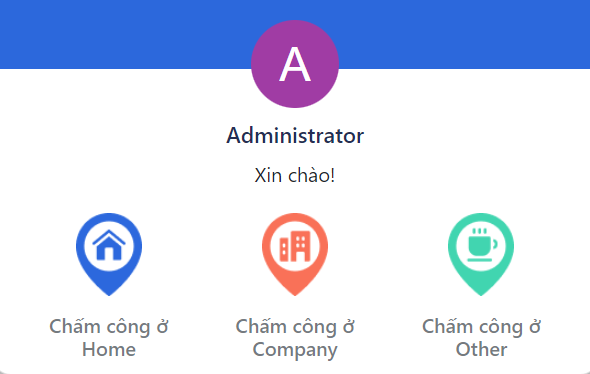 A
Administrator
Xin chào!
Chấm công ở
Home
Chấm công ở
Company
Chấm công ở
Other